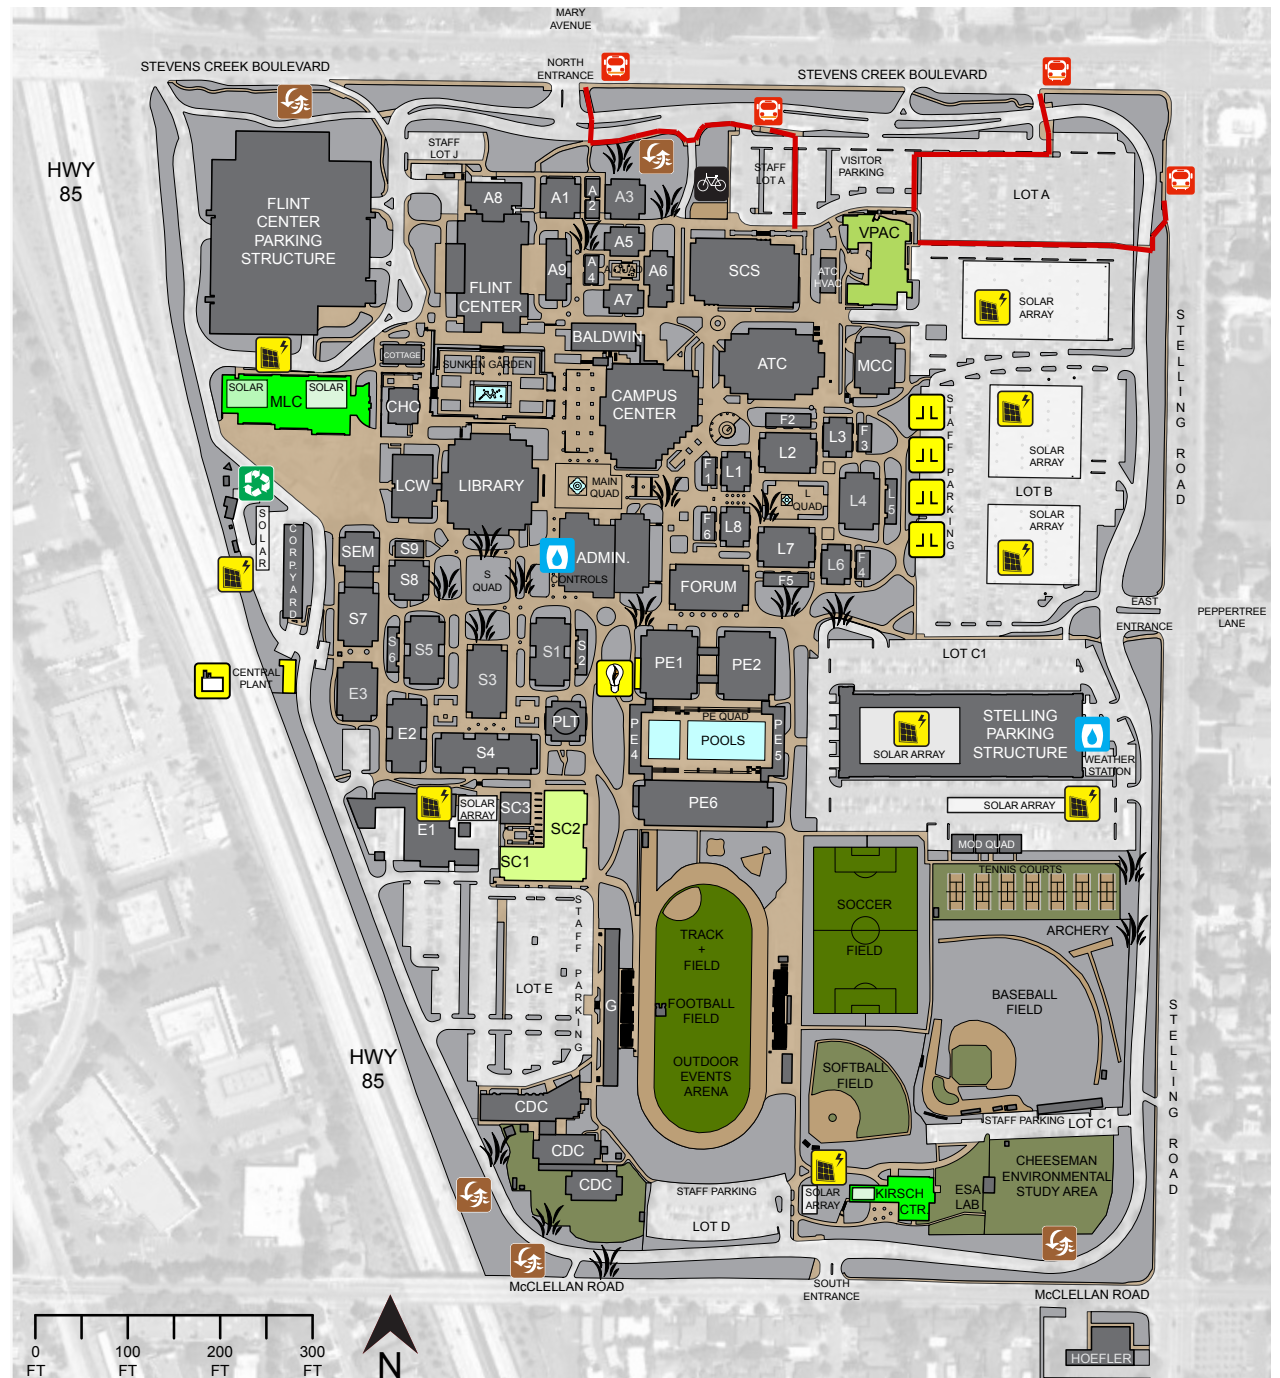 MARY
AVENUE
STEVENS CREEK BOULEVARD
NORTH
ENTRANCE
STEVENS CREEK BOULEVARD
HWY
85
STAFF
LOT J
STAFF
LOT A
VISITOR
PARKING
LOT A
FLINT
CENTER
PARKING
STRUCTURE
A8
A1
A2
A3
A5
A4
A QUAD
A6
A7
A9
FLINT
CENTER
SCS
ATC
HVAC
VPAC
SOLAR
ARRAY
STELLING ROAD
BALDWIN
COTTAGE
SUNKEN GARDEN
ATC
MCC
SOLAR
SOLAR
MLC
CHC
CAMPUS
CENTER
F2
L3
F3
L2
STAFF PARKING
SOLAR
ARRAY
LCW
LIBRARY
MAIN
QUAD
F1
L1
L
QUAD
L4
L5
LOT B
SOLAR
ARRAY
SOLAR
CORP.YARD
SEM
S9
S8
S
QUAD
ADMIN.
CONTROLS
F6
L8
L7
L6
F4
F5
FORUM
EAST
ENTRANCE
PEPPERTREE
LANE
S7
S6
S5
S3
S1
S2
PE1
PE2
LOT C1
CENTRAL
PLANT
E3
E2
S4
PLT
PE4
PE QUAD
POOLS
PE5
STELLING
PARKING
STRUCTURE
SOLAR ARRAY
WEATHER
STATION
E1
SOLAR
ARRAY
SC3
SC2
SC1
PE6
SOLAR ARRAY
MOD QUAD
TENNIS COURTS
STAFF PARKING
LOT E
G
TRACK
+
FIELD
FOOTBALL
FIELD
OUTDOOR
EVENTS
ARENA
SOCCER
FIELD
ARCHERY
BASEBALL
FIELD
STELLING ROAD
HWY
85
SOFTBALL
FIELD
CDC
CDC
CDC
STAFF PARKING
LOT C1
CHEESEMAN
ENVIRONMENTAL
STUDY AREA
STAFF PARKING
LOT D
SOLAR
ARRAY
KIRSCH
CTR.
ESA
LAB
McCLELLAN ROAD
SOUTH
ENTRANCE
McCLELLAN ROAD
0
FT
100
FT
200
FT
300
FT
N
HOEFLER